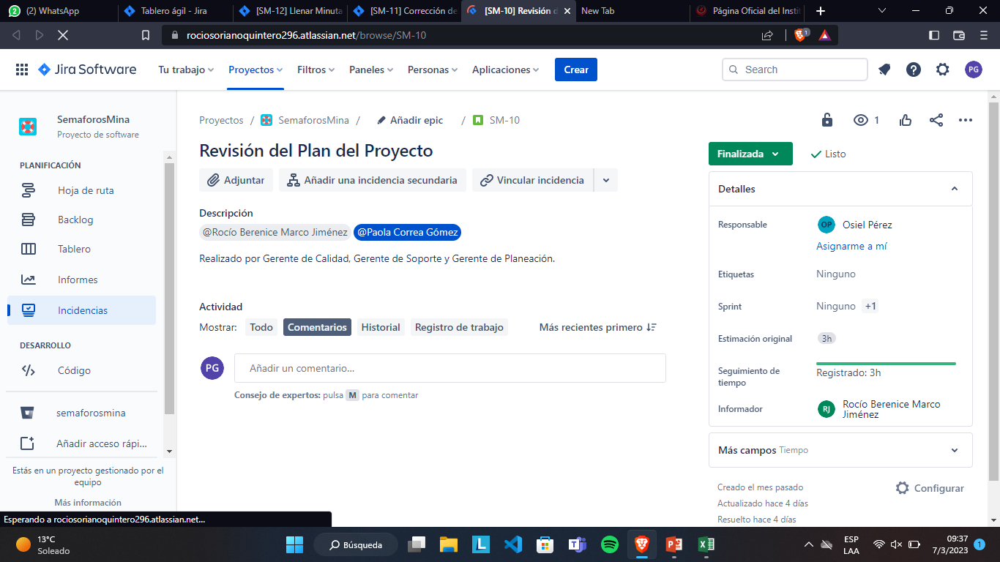 (2) WhatsApp
Tablero ágil - Jira
[SM-12] Llenar Minuta
[SM-11] Corrección de
[SM-10] Revisión d
New Tab
Página Oficial del Instit
rociosorianoquintero296.atlassian.net/browse/SM-10
1
Jira Software
Tu trabajo
Proyectos
Filtros
Paneles
Personas
Aplicaciones
Crear
Search
PG
SemaforosMina
Proyecto de software
PLANIFICACIÓN
Hoja de ruta
Backlog
Tablero
Informes
Incidencias
DESARROLLO
Código
semaforosmina
Añadir acceso rápi...
Estás en un proyecto gestionado por el
equipo
Más información
Proyectos / SemaforosMina / Añadir epic / SM-10
1
Revisión del Plan del Proyecto
Adjuntar
Añadir una incidencia secundaria
Vincular incidencia
Descripción
@Rocío Berenice Marco Jiménez @Paola Correa Gómez
Realizado por Gerente de Calidad, Gerente de Soporte y Gerente de Planeación.
Actividad
Mostrar: Todo Comentarios Historial Registro de trabajo Más recientes primero
PG
Añadir un comentario...
Consejo de expertos: pulsa M para comentar
Finalizada
Listo
Detalles
Responsable
OP Osiel Pérez
Asignarme a mí
Etiquetas
Ninguno
Sprint
Ninguno +1
Estimación original
3h
Seguimiento de
tiempo
Registrado: 3h
Informador
RJ Rocío Berenice Marco
Jiménez
Más campos Tiempo
Creado el mes pasado
Actualizado hace 4 días
Resuelto hace 4 días
Configurar
Esperando a rociosorianoquintero296.atlassian.net...
13°C
Soleado
Búsqueda
L
ESP
LAA
09:37
7/3/2023
1